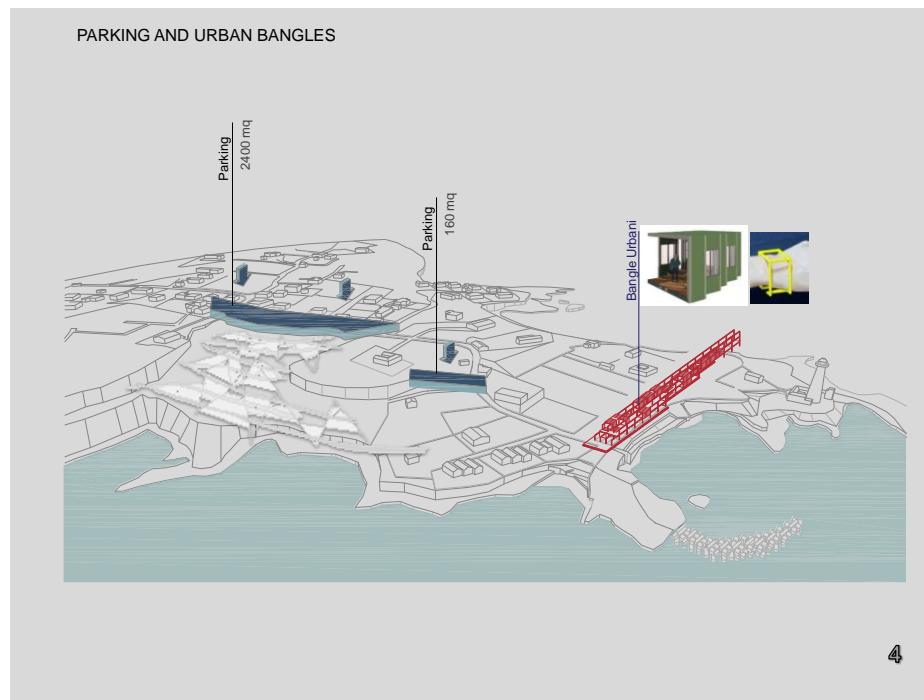 PARKING AND URBAN BANGLES
Parking
2400 mq
Parking
160 mq
Bangle Urbani
4